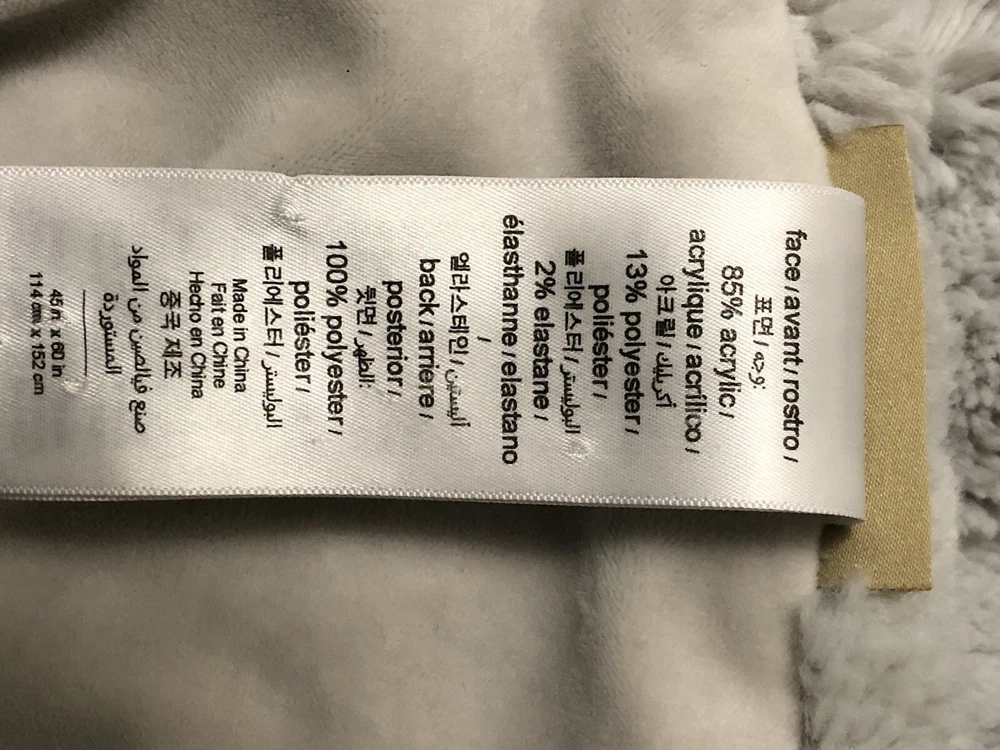 face / avant / rostro /
표면 / وجه:
85% acrylic /
acrylique / acrílico /
아크릴 / أكريليك
13% polyester /
poliéster /
폴리에스터 / البوليستر
2% elastane /
élasthanne / elastano
/
엘라스테인 / أليستين
back / arriere /
posterior /
뒷면 / الظهر:
100% polyester /
poliéster /
폴리에스터 / البوليستر
Made in China
Fait en Chine
Hecho en China
중국 제조
صنع فيالصين من المواد
المستوردة
45 in x 60 in
114 cm x 152 cm